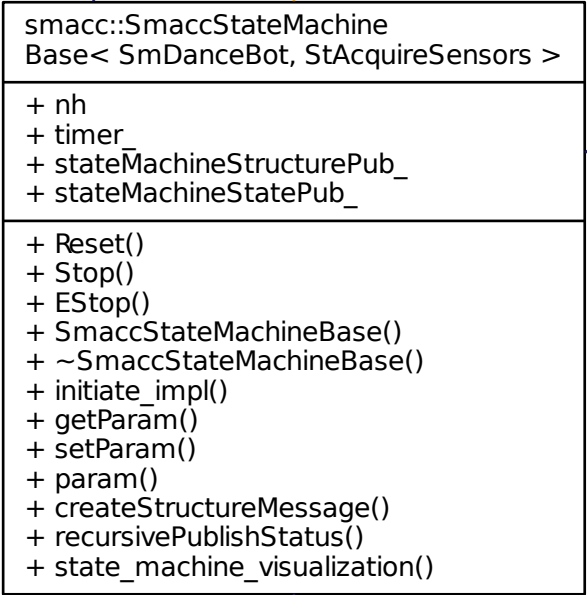 smacc::SmaccStateMachine
Base< SmDanceBot, StAcquireSensors >
+ nh
+ timer_
+ stateMachineStructurePub_
+ stateMachineStatePub_
+ Reset()
+ Stop()
+ EStop()
+ SmaccStateMachineBase()
+ ~SmaccStateMachineBase()
+ initiate_impl()
+ getParam()
+ setParam()
+ param()
+ createStructureMessage()
+ recursivePublishStatus()
+ state_machine_visualization()